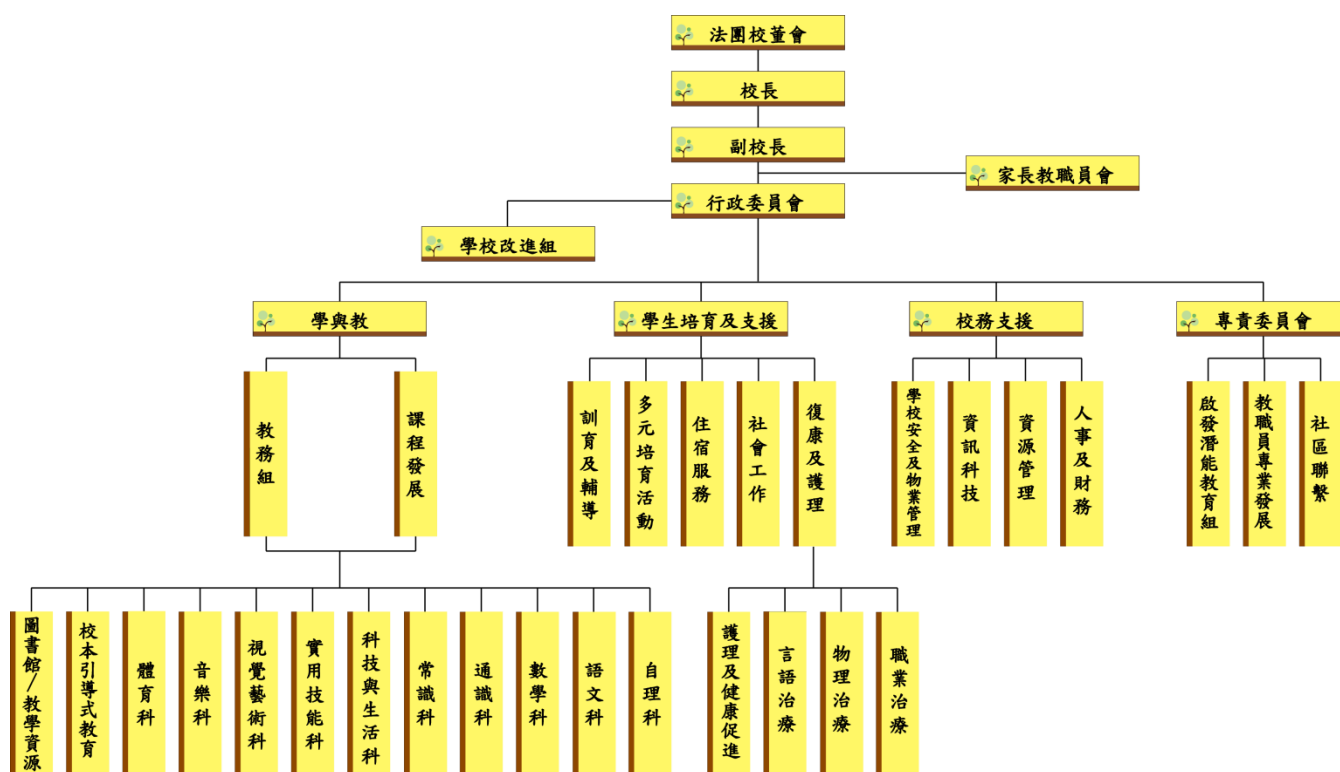 法團校董會
校長
副校長
家長教職員會
行政委員會
學校改進組
學與教
學生培育及支援
校務支援
專責委員會
教務組
課程發展
訓育及輔導
多元培育活動
住宿服務
社會工作
復康及護理
學校安全及物業管理
資訊科技
資源管理
人事及財務
啟發潛能教育組
教職員專業發展
社區聯繫
圖書館/教學資源
校本引導式教育
體育科
音樂科
視覺藝術科
實用技能科
科技與生活科
常識科
通識科
數學科
語文科
自理科
護理及健康促進
言語治療
物理治療
職業治療